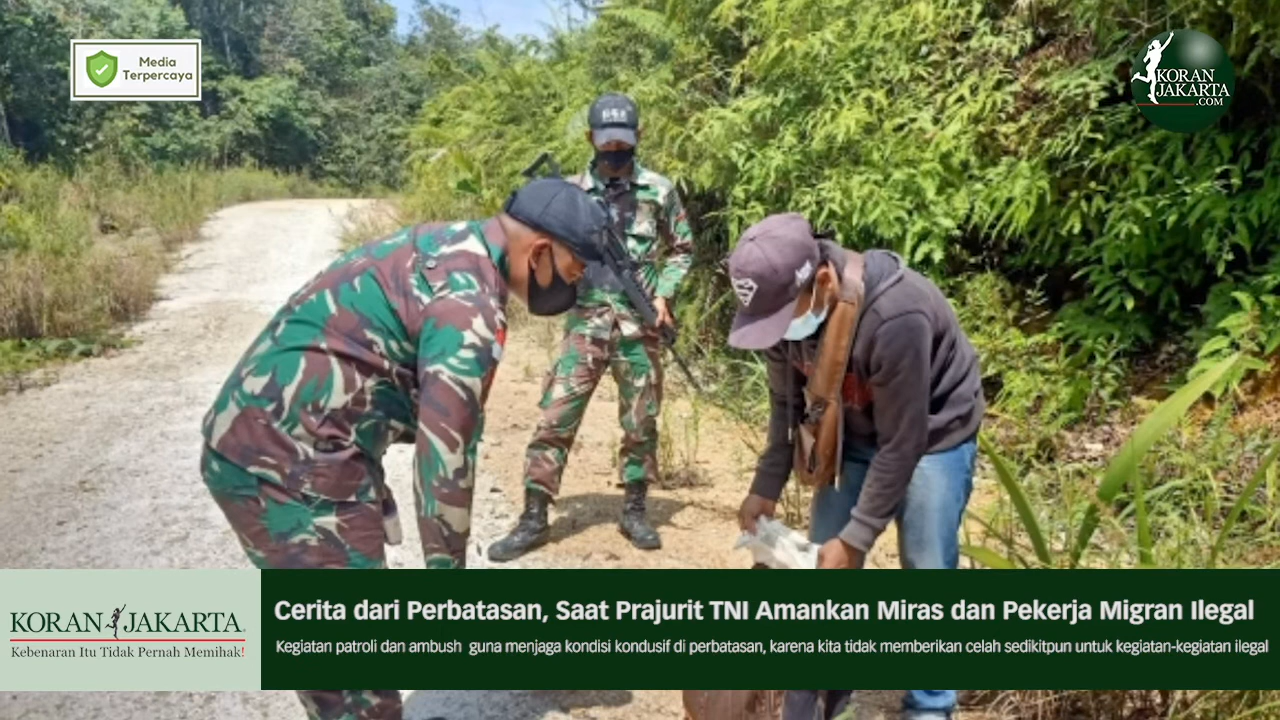 Media
Terpercaya
KORAN
JAKARTA
.COM
KORAN JAKARTA
Kebenaran Itu Tidak Pernah Memihak!
Cerita dari Perbatasan, Saat Prajurit TNI Amankan Miras dan Pekerja Migran Ilegal
Kegiatan patroli dan ambush guna menjaga kondisi kondusif di perbatasan, karena kita tidak memberikan celah sedikitpun untuk kegiatan-kegiatan ilegal